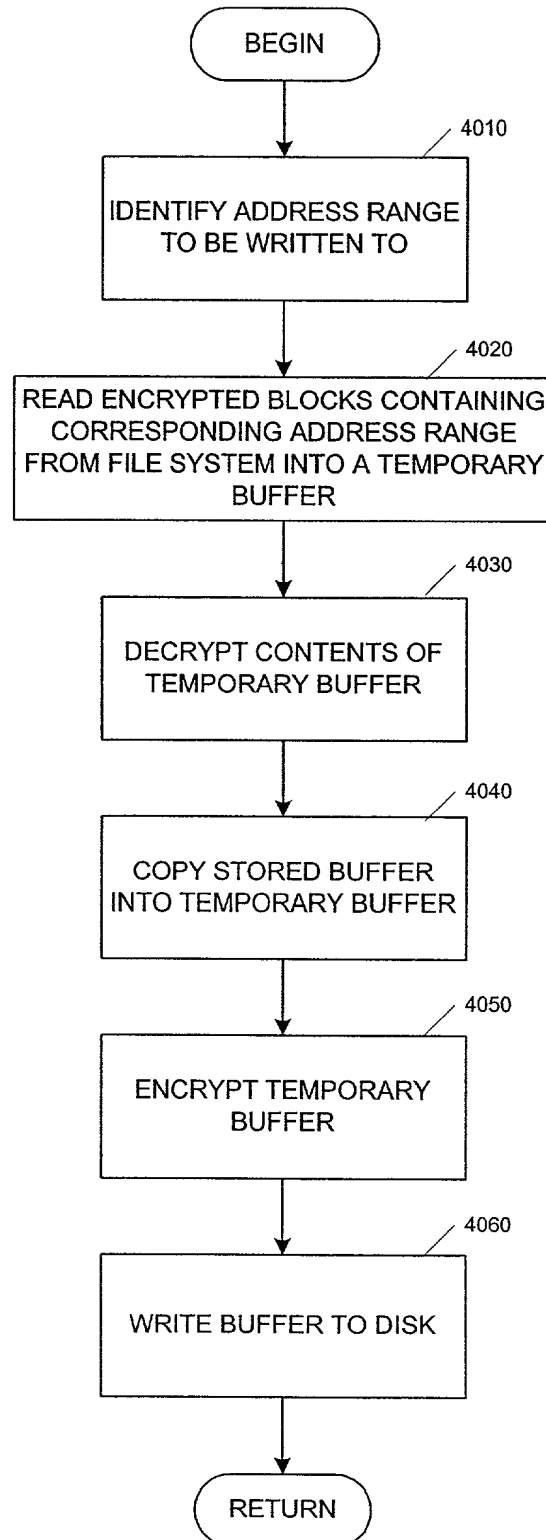 BEGIN
4010
IDENTIFY ADDRESS RANGE
TO BE WRITTEN TO
4020
READ ENCRYPTED BLOCKS CONTAINING
CORRESPONDING ADDRESS RANGE
FROM FILE SYSTEM INTO A TEMPORARY
BUFFER
4030
DECRYPT CONTENTS OF
TEMPORARY BUFFER
4040
COPY STORED BUFFER
INTO TEMPORARY BUFFER
4050
ENCRYPT TEMPORARY
BUFFER
4060
WRITE BUFFER TO DISK
RETURN